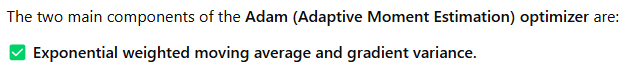 The two main components of the Adam (Adaptive Moment Estimation) optimizer are:
✅ Exponential weighted moving average and gradient variance.